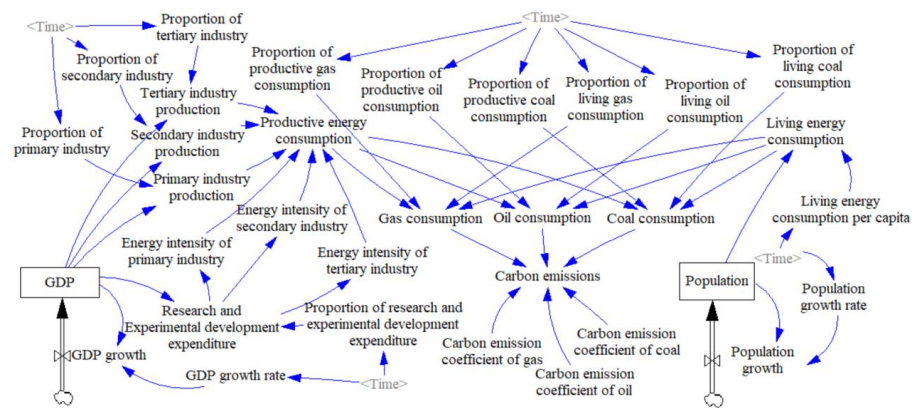 <Time>
Proportion of
tertiary industry
Proportion of
secondary industry
Proportion of
productive gas
consumption
<Time>
Proportion of
productive oil
consumption
Proportion of
productive coal
consumption
Proportion of
living gas
consumption
Proportion of
living oil
consumption
Proportion of
living coal
consumption
Tertiary industry
production
Proportion of
primary industry
Secondary industry
production
Productive energy
consumption
Living energy
consumption
Primary industry
production
Energy intensity of
secondary industry
Gas consumption
Oil consumption
Coal consumption
Living energy
consumption per capita
Energy intensity of
primary industry
Energy intensity of
tertiary industry
<Time>
GDP
Carbon emissions
Population
Research and
Experimental development
expenditure
Proportion of research and
experimental development
expenditure
Population
growth rate
Carbon emission
coefficient of gas
Carbon emission
coefficient of coal
Carbon emission
coefficient of oil
GDP growth
GDP growth rate
<Time>
Population
growth